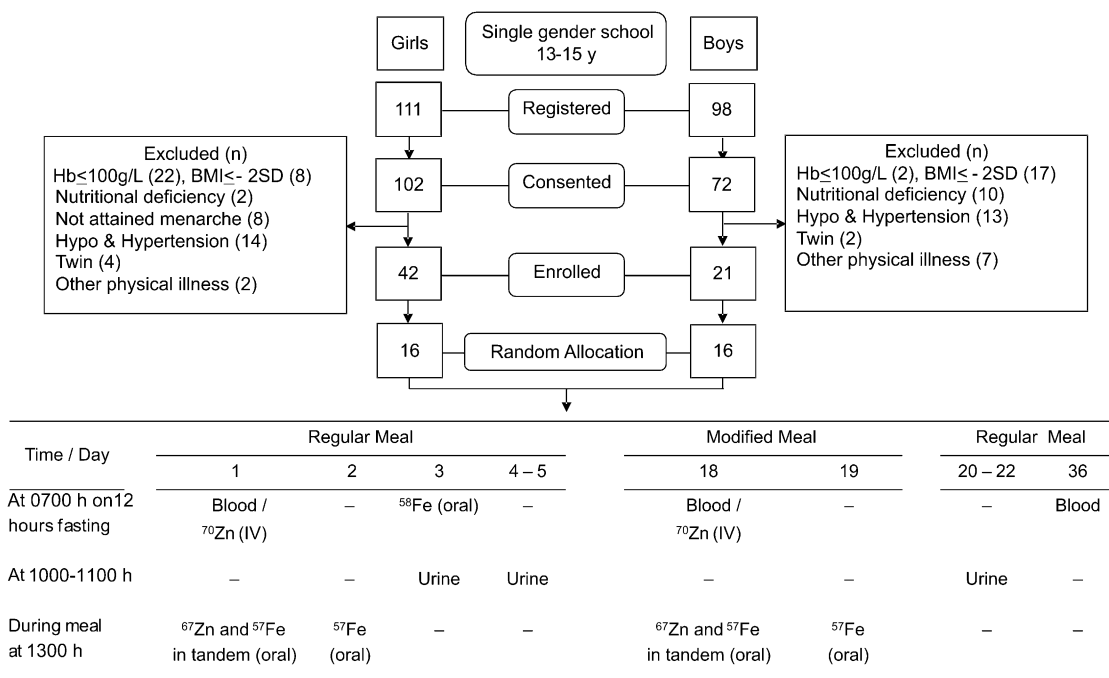 Girls
Single gender school
13-15 y
Boys
111
Registered
98
Excluded (n)
Hb≤100g/L (22), BMI≤- 2SD (8)
Nutritional deficiency (2)
Not attained menarche (8)
Hypo & Hypertension (14)
Twin (4)
Other physical illness (2)
102
Consented
72
Excluded (n)
Hb≤100g/L (2), BMI≤ - 2SD (17)
Nutritional deficiency (10)
Hypo & Hypertension (13)
Twin (2)
Other physical illness (7)
42
Enrolled
21
16
Random Allocation
16
Time / Day
Regular Meal
Modified Meal
Regular Meal
1 2 3 4 – 5 18 19 20 – 22 36
At 0700 h on12
hours fasting
Blood /
⁷⁰Zn (IV)
–
⁵⁸Fe (oral)
–
Blood /
⁷⁰Zn (IV)
–
–
Blood
At 1000-1100 h – – Urine Urine – – Urine –
During meal
at 1300 h
⁶⁷Zn and ⁵⁷Fe
in tandem (oral)
⁵⁷Fe
(oral)
–
–
⁶⁷Zn and ⁵⁷Fe
in tandem (oral)
⁵⁷Fe
(oral)
–
–